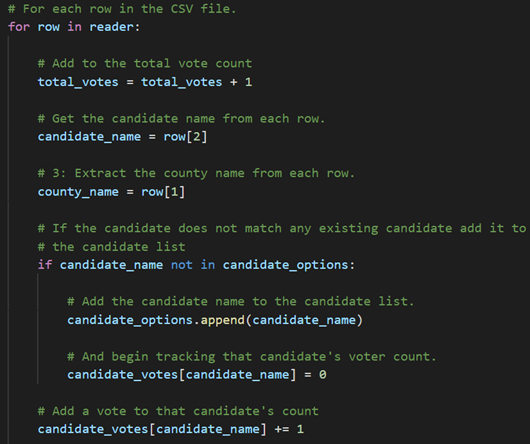 # For each row in the CSV file.
for row in reader:
# Add to the total vote count
total_votes = total_votes + 1
# Get the candidate name from each row.
candidate_name = row[2]
# 3: Extract the county name from each row.
county_name = row[1]
# If the candidate does not match any existing candidate add it to
# the candidate list
if candidate_name not in candidate_options:
# Add the candidate name to the candidate list.
candidate_options.append(candidate_name)
# And begin tracking that candidate's voter count.
candidate_votes[candidate_name] = 0
# Add a vote to that candidate's count
candidate_votes[candidate_name] += 1